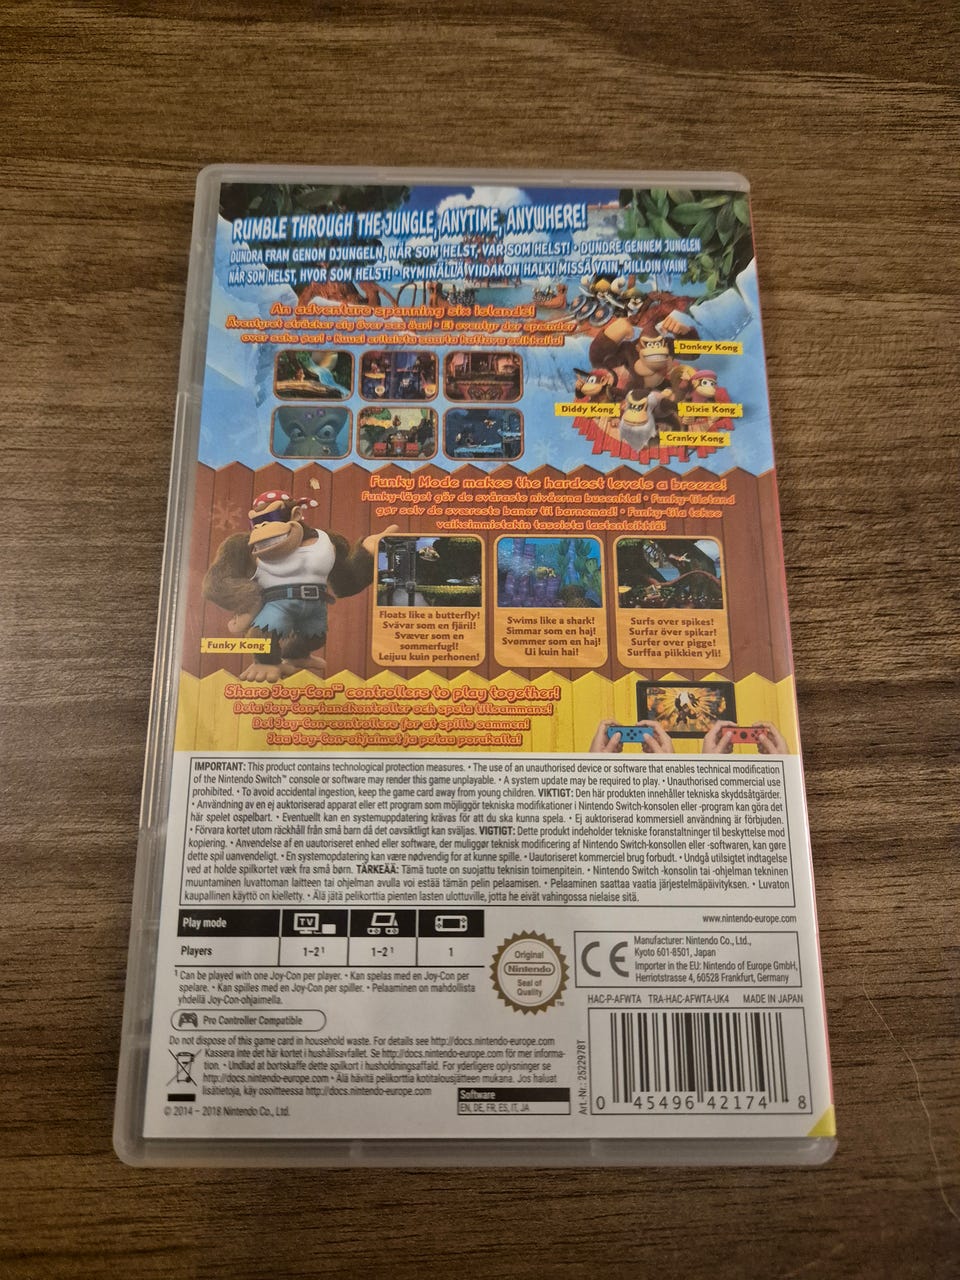 RUMBLE THROUGH THE JUNGLE, ANYTIME, ANYWHERE!
DUNDRA FRAM GENOM DJUNGELN, NÄR SOM HELST, VAR SOM HELST! • DUNDRE GENNEM JUNGLEN
NÅR SOM HELST, HVOR SOM HELST! • RYMINÄLLÄ VIIDAKON HALKI MISSÄ VAIN, MILLOIN VAIN!
An adventure spanning six islands!
Äventyret sträcker sig över sex öar! • Et eventyr der spænder
over seks øer! • Kuusi erilaista saarta kattava seikkailu!
Donkey Kong
Diddy Kong
Dixie Kong
Cranky Kong
Funky Mode makes the hardest levels a breeze!
Funky-läget gör de svåraste nivåerna busenkla! • Funky-tilstand
gør selv de sværeste baner til barnemad! • Funky-tila tekee
vaikeimmistakin tasoista lastenleikkiä!
Floats like a butterfly!
Svävar som en fjäril!
Svæver som en
sommerfugl!
Leijuu kuin perhonen!
Swims like a shark!
Simmar som en haj!
Svømmer som en haj!
Ui kuin hai!
Surfs over spikes!
Surfar över spikar!
Surfer over pigge!
Surffaa piikkien yli!
Funky Kong
Share Joy-Con™ controllers to play together!
Dela Joy-Con-handkontroller och spela tillsammans!
Del Joy-Con-controllere for at spille sammen!
Jaa Joy-Con-ohjaimet ja pelaa porukalla!
IMPORTANT: This product contains technological protection measures. • The use of an unauthorised device or software that enables technical modification
of the Nintendo Switch™ console or software may render this game unplayable. • A system update may be required to play. • Unauthorised commercial use
prohibited. • To avoid accidental ingestion, keep the game card away from young children. VIKTIGT: Den här produkten innehåller tekniska skyddsåtgärder.
• Användning av en ej auktoriserad apparat eller ett program som möjliggör tekniska modifikationer i Nintendo Switch-konsolen eller -program kan göra det
här spelet ospelbart. • Eventuellt kan en systemuppdatering krävas för att du ska kunna spela. • Ej auktoriserad kommersiell användning är förbjuden.
• Förvara kortet utom räckhåll från små barn då det oavsiktligt kan sväljas. VIGTIGT: Dette produkt indeholder tekniske foranstaltninger til beskyttelse mod
kopiering. • Anvendelse af en uautoriseret enhed eller software, der muliggør teknisk modificering af Nintendo Switch-konsollen eller -softwaren, kan gøre
dette spil uanvendeligt. • En systemopdatering kan være nødvendig for at kunne spille. • Uautoriseret kommerciel brug forbudt. • Undgå utilsigtet indtagelse
ved at holde spilkortet væk fra små børn. TÄRKEÄÄ: Tämä tuote on suojattu teknisin toimenpitein. • Nintendo Switch -konsolin tai -ohjelman tekninen
muuntaminen luvattoman laitteen tai ohjelman avulla voi estää tämän pelin pelaamisen. • Pelaaminen saattaa vaatia järjestelmäpäivityksen. • Luvaton
kaupallinen käyttö on kielletty. • Älä jätä pelikorttia pienten lasten ulottuville, jotta he eivät vahingossa nielaise sitä.
Play mode
TV
Players
1–2¹
1–2¹
1
¹ Can be played with one Joy-Con per player. • Kan spelas med en Joy-Con per
spelare. • Kan spilles med en Joy-Con per spiller. • Pelaaminen on mahdollista
yhdellä Joy-Con-ohjaimella.
Pro Controller Compatible
Original
Nintendo
Seal of
Quality
TM
www.nintendo-europe.com
CE
Manufacturer: Nintendo Co., Ltd.,
Kyoto 601-8501, Japan
Importer in the EU: Nintendo of Europe GmbH,
Herriotstrasse 4, 60528 Frankfurt, Germany
HAC-P-AFWTA TRA-HAC-AFWTA-UK4 MADE IN JAPAN
Do not dispose of this game card in household waste. For details see http://docs.nintendo-europe.com
Kassera inte det här kortet i hushållsavfallet. Se http://docs.nintendo-europe.com för mer informa-
tion. • Undlad at bortskaffe dette spilkort i husholdningsaffald. For yderligere oplysninger se
http://docs.nintendo-europe.com • Älä hävitä pelikorttia kotitalousjätteen mukana. Jos haluat
lisätietoja, käy osoitteessa http://docs.nintendo-europe.com
© 2014 – 2018 Nintendo Co., Ltd.
Software
EN, DE, FR, ES, IT, JA
Art.-Nr.: 2522978T
0 45496 42174 8